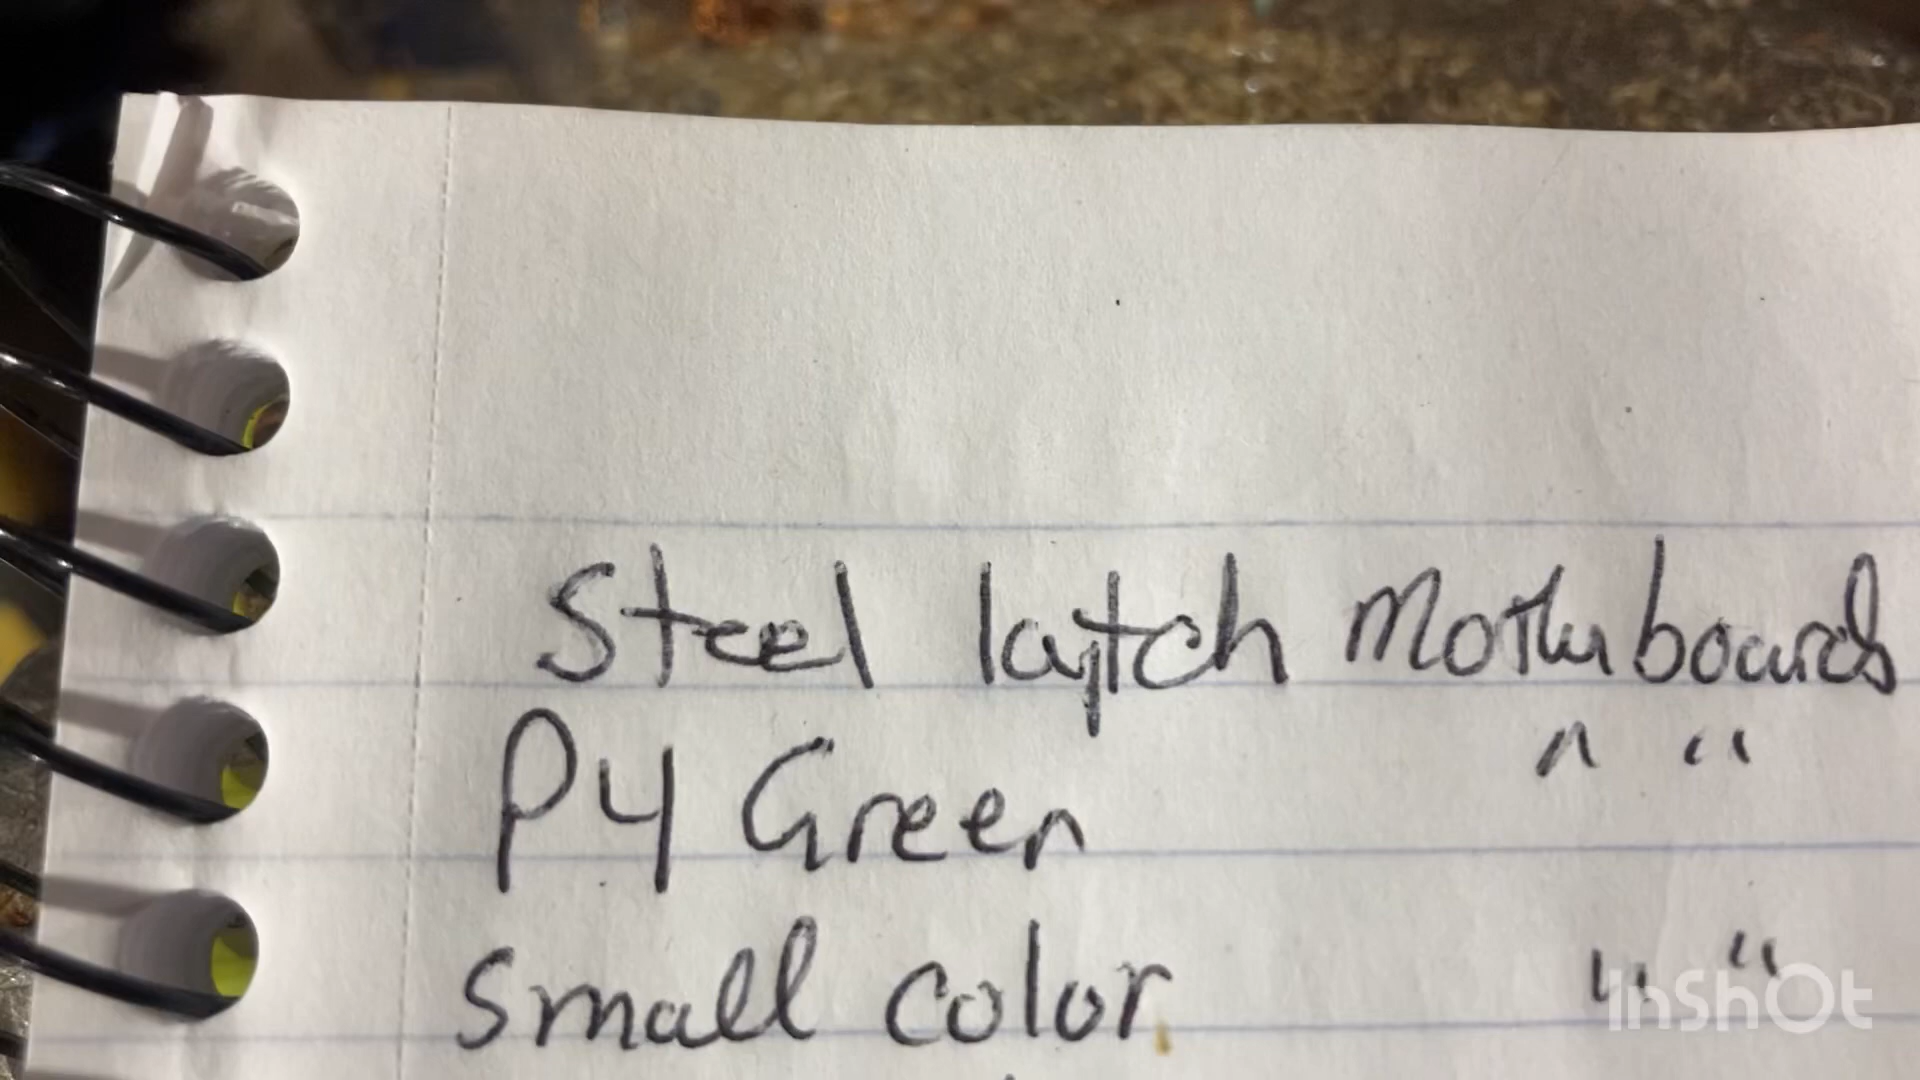 Steel latch Motherboards
P4 Green " "
Small color " "
InShOt